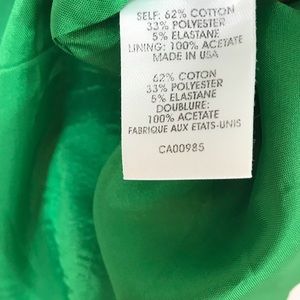 SELF: 62% COTTON
33% POLYESTER
5% ELASTANE
LINING: 100% ACETATE
MADE IN USA
62% COTON
33% POLYESTER
5% ELASTANE
DOUBLURE:
100% ACETATE
FABRIQUE AUX ETATS-UNIS
CA00985